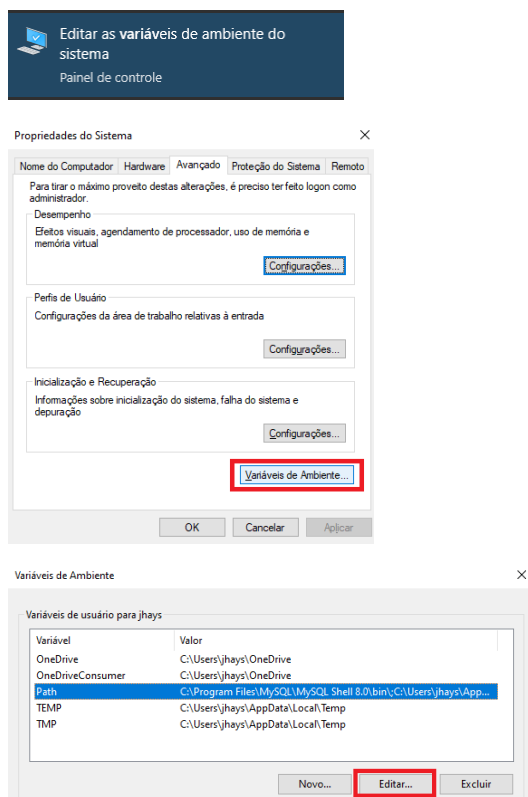 Editar as variáveis de ambiente do
sistema
Painel de controle
Propriedades do Sistema
Nome do Computador Hardware Avançado Proteção do Sistema Remoto
Para tirar o máximo proveito destas alterações, é preciso ter feito logon como
administrador.
Desempenho
Efeitos visuais, agendamento de processador, uso de memória e
memória virtual
Configurações...
Perfis de Usuário
Configurações da área de trabalho relativas à entrada
Configurações...
Inicialização e Recuperação
Informações sobre inicialização do sistema, falha do sistema e
depuração
Configurações...
Variáveis de Ambiente...
OK Cancelar Aplicar
Variáveis de Ambiente
Variáveis de usuário para jhays
Variável Valor
OneDrive C:\Users\jhays\OneDrive
OneDriveConsumer C:\Users\jhays\OneDrive
Path C:\Program Files\MySQL\MySQL Shell 8.0\bin\;C:\Users\jhays\App...
TEMP C:\Users\jhays\AppData\Local\Temp
TMP C:\Users\jhays\AppData\Local\Temp
Novo... Editar... Excluir